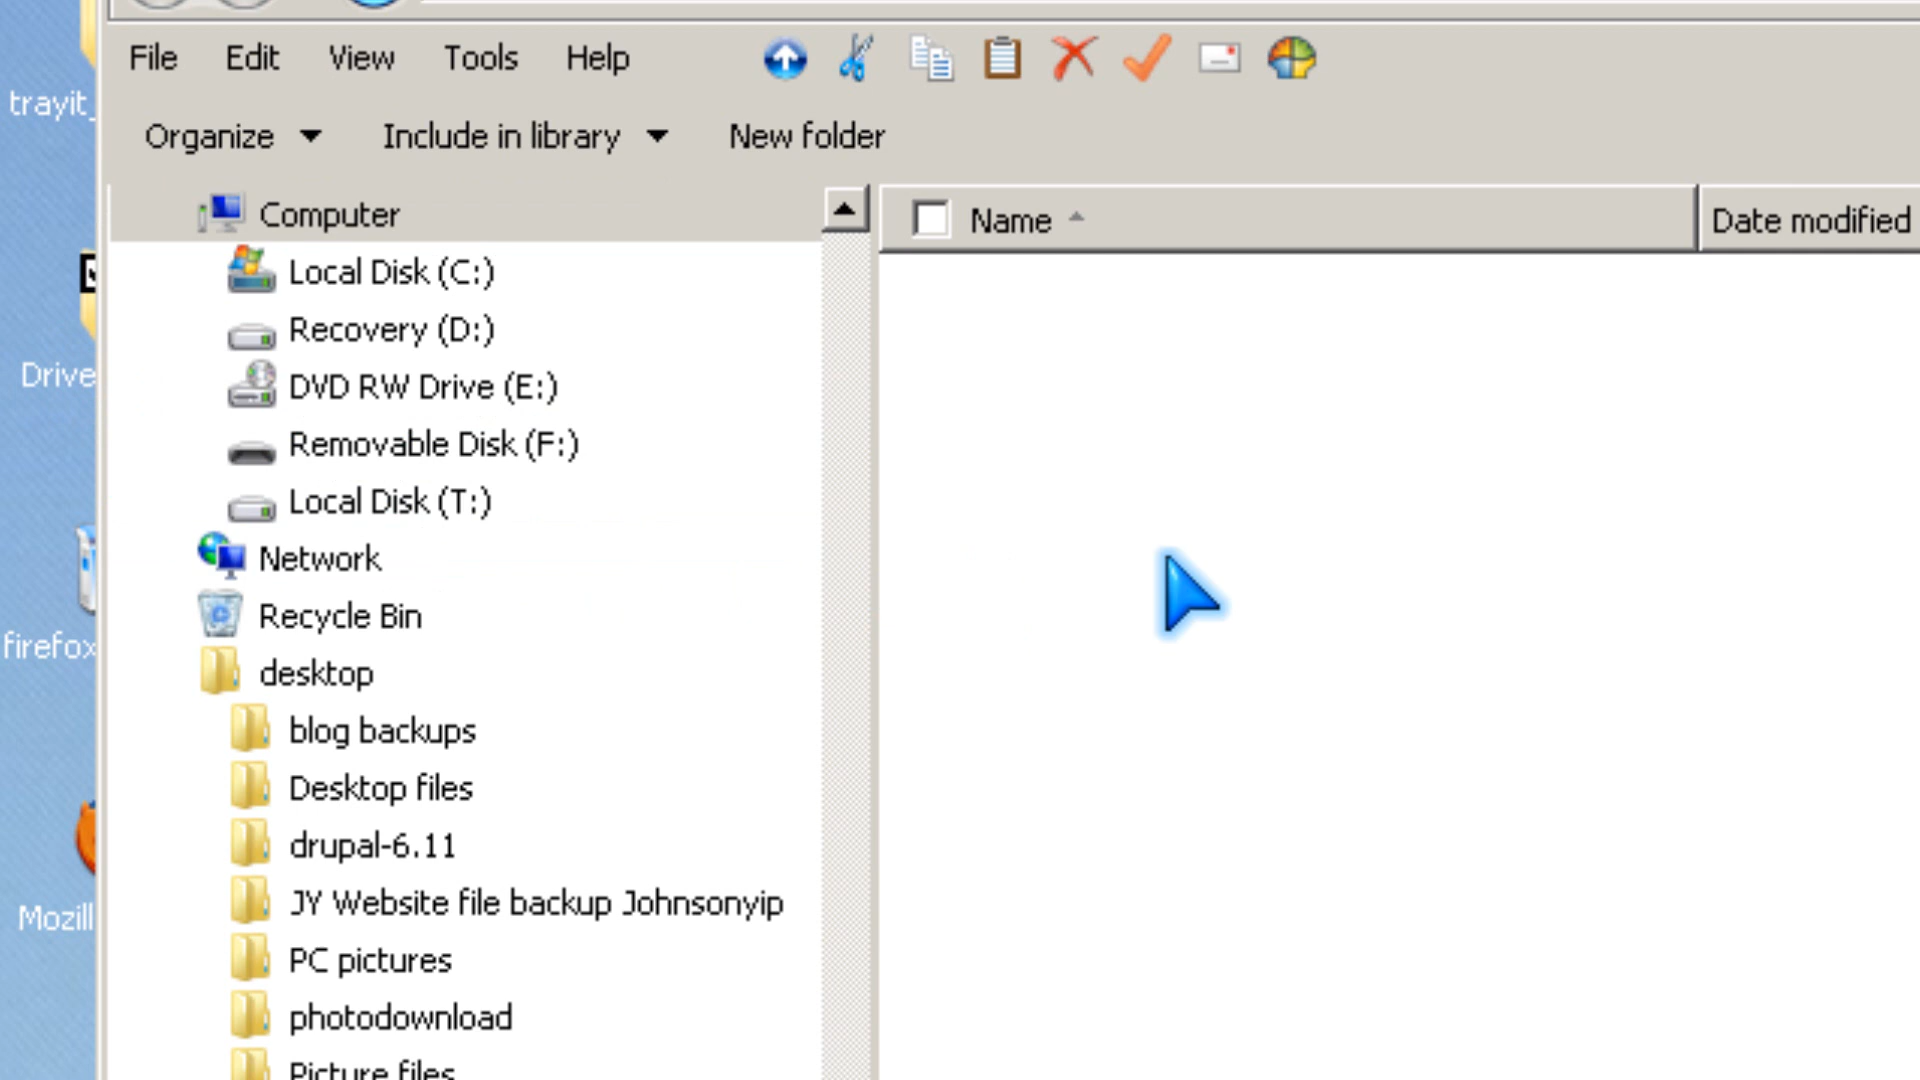 File Edit View Tools Help
trayit_
Organize Include in library New folder
Computer
Name Date modified
Local Disk (C:)
Recovery (D:)
Drive
DVD RW Drive (E:)
Removable Disk (F:)
Local Disk (T:)
Network
Recycle Bin
firefox
desktop
blog backups
Desktop files
drupal-6.11
JY Website file backup Johnsonyip
Mozill
PC pictures
photodownload
Picture files